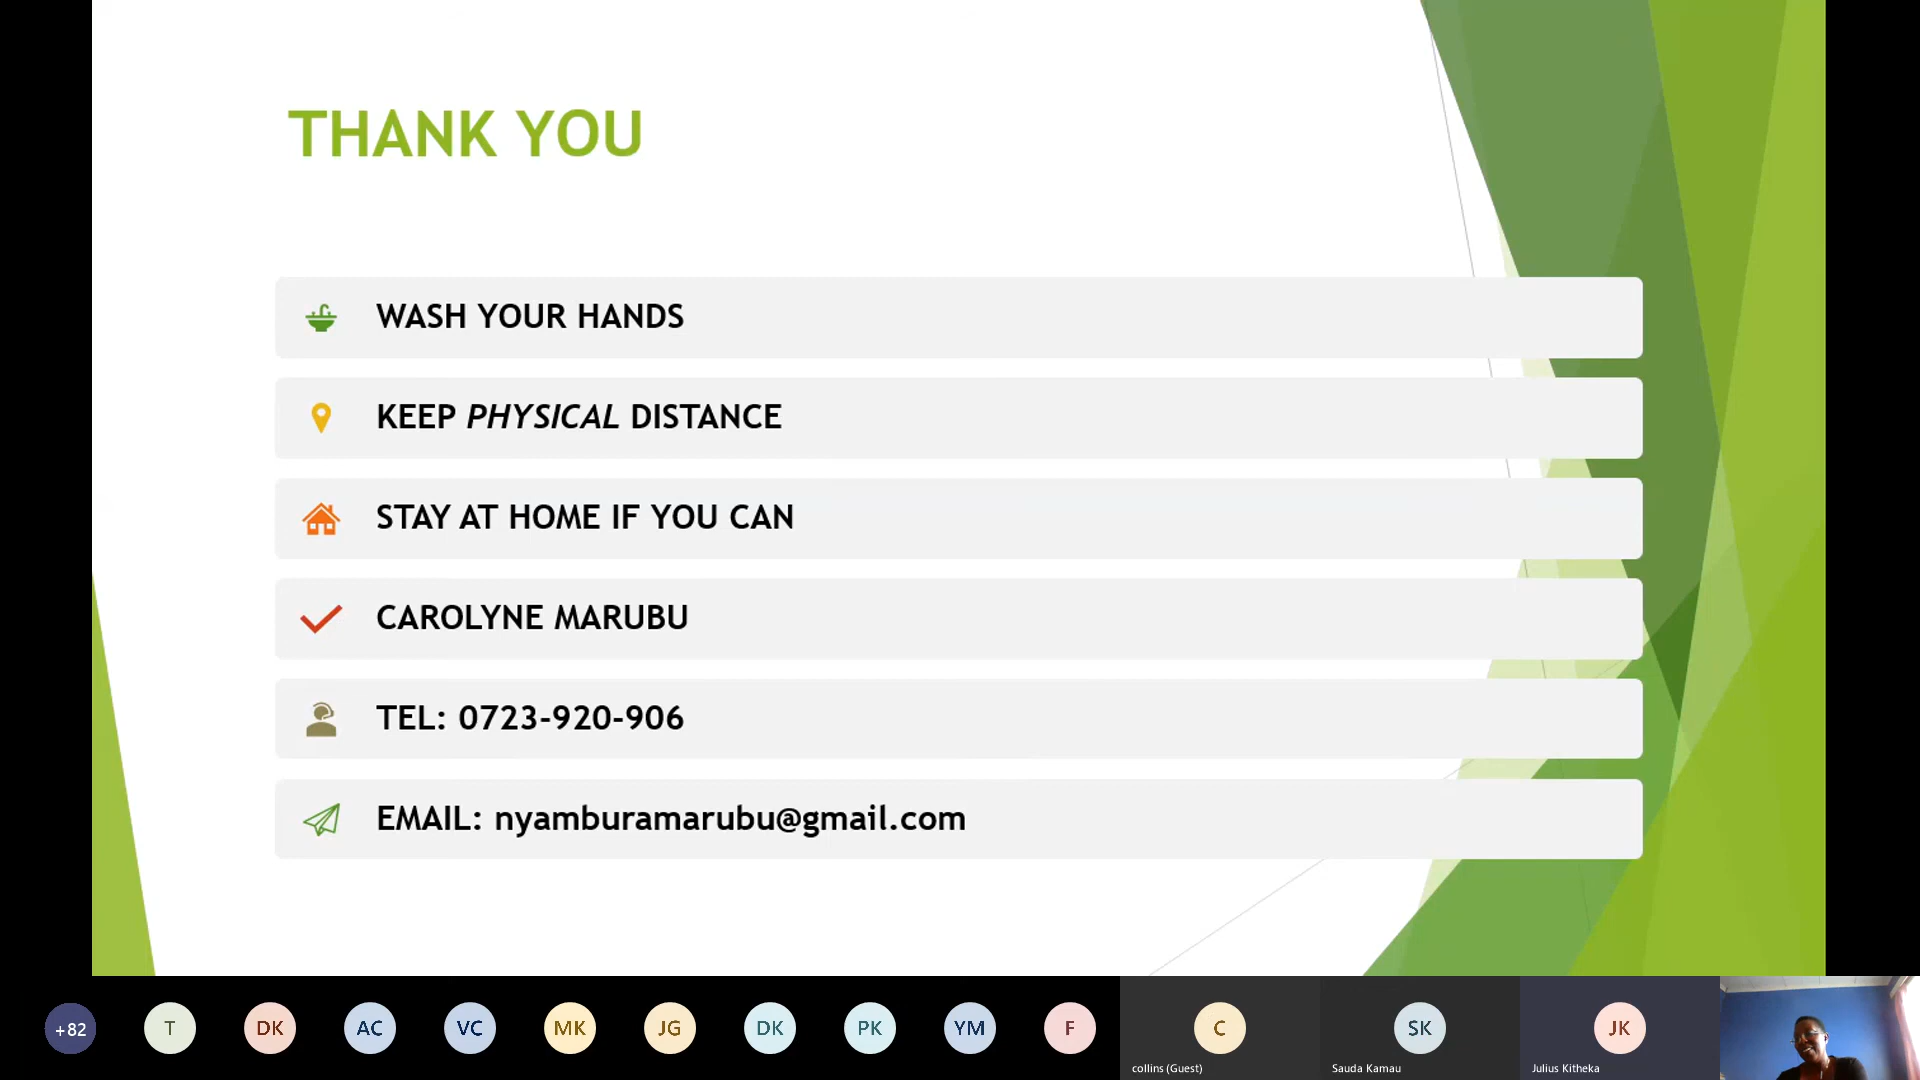 THANK YOU
WASH YOUR HANDS
KEEP PHYSICAL DISTANCE
STAY AT HOME IF YOU CAN
CAROLYNE MARUBU
TEL: 0723-920-906
EMAIL: nyamburamarubu@gmail.com
+82 T DK AC VC MK JG DK PK YM F C SK JK
collins (Guest) Sauda Kamau Julius Kitheka